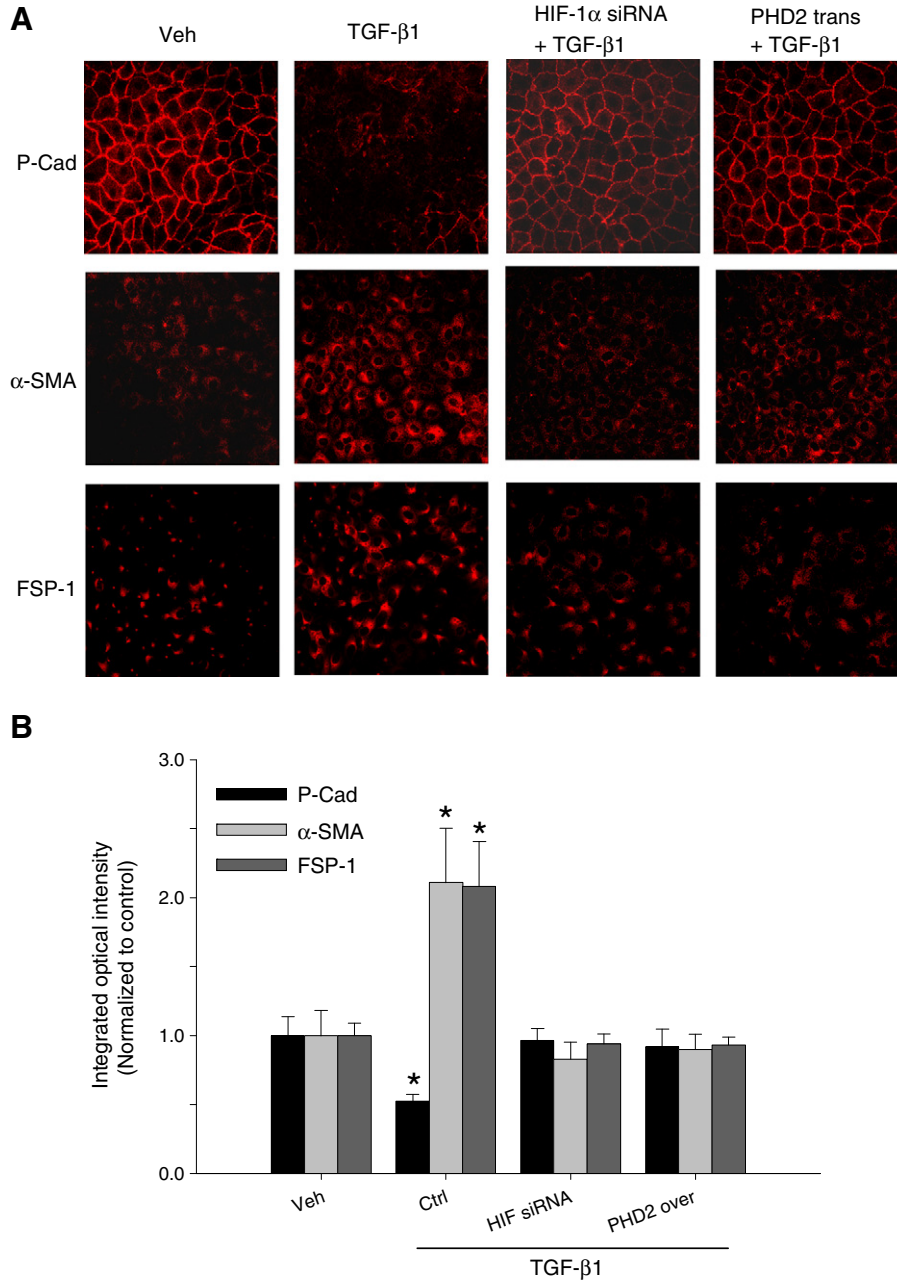 A
Veh
TGF-β1
HIF-1α siRNA
+ TGF-β1
PHD2 trans
+ TGF-β1
P-Cad
α-SMA
FSP-1
B
Integrated optical intensity
(Normalized to control)
3.0
2.0
1.0
0.0
P-Cad
α-SMA
FSP-1
*
*
*
Veh
Ctrl
HIF siRNA
PHD2 over
TGF-β1